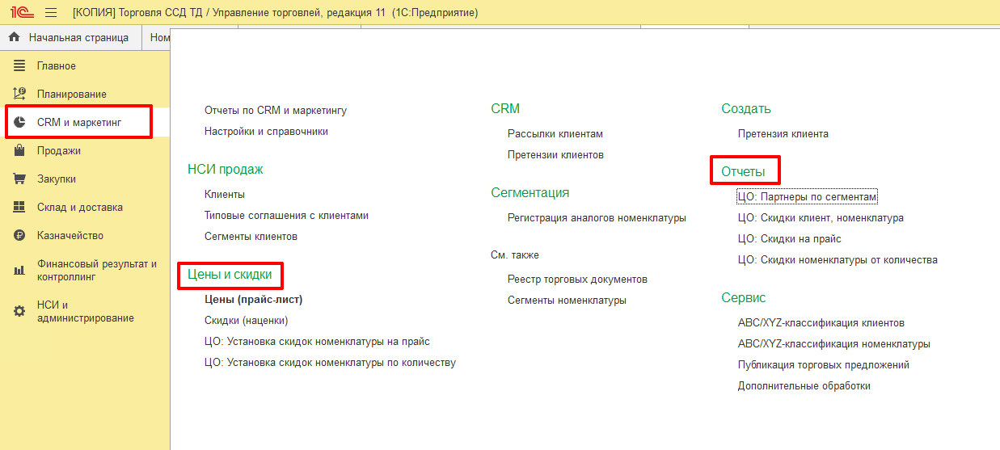 1С [КОПИЯ] Торговля ССД ТД / Управление торговлей, редакция 11 (1С:Предприятие)
Начальная страница
Ном
Главное
Планирование
CRM и маркетинг
Продажи
Закупки
Склад и доставка
Казначейство
Финансовый результат и
контроллинг
НСИ и
администрирование
Отчеты по CRM и маркетингу
Настройки и справочники
НСИ продаж
Клиенты
Типовые соглашения с клиентами
Сегменты клиентов
Цены и скидки
Цены (прайс-лист)
Скидки (наценки)
ЦО: Установка скидок номенклатуры на прайс
ЦО: Установка скидок номенклатуры по количеству
CRM
Рассылки клиентам
Претензии клиентов
Сегментация
Регистрация аналогов номенклатуры
См. также
Реестр торговых документов
Сегменты номенклатуры
Создать
Претензия клиента
Отчеты
ЦО: Партнеры по сегментам
ЦО: Скидки клиент, номенклатура
ЦО: Скидки на прайс
ЦО: Скидки номенклатуры от количества
Сервис
ABC/XYZ-классификация клиентов
ABC/XYZ-классификация номенклатуры
Публикация торговых предложений
Дополнительные обработки